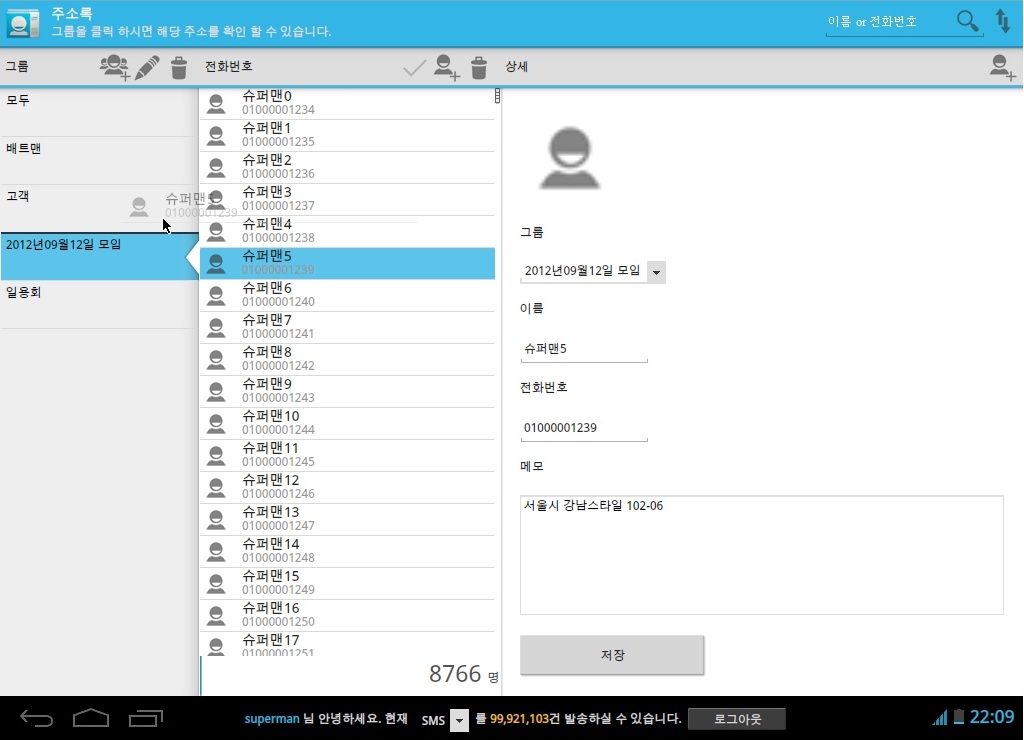 주소록
그룹을 클릭 하시면 해당 주소를 확인 할 수 있습니다.
이름 or 전화번호
그룹
전화번호
상세
모두
배트맨
고객
2012년09월12일 모임
일용회
슈퍼맨5
01000001239
슈퍼맨0
01000001234
슈퍼맨1
01000001235
슈퍼맨2
01000001236
슈퍼맨3
01000001237
슈퍼맨4
01000001238
슈퍼맨5
01000001239
슈퍼맨6
01000001240
슈퍼맨7
01000001241
슈퍼맨8
01000001242
슈퍼맨9
01000001243
슈퍼맨10
01000001244
슈퍼맨11
01000001245
슈퍼맨12
01000001246
슈퍼맨13
01000001247
슈퍼맨14
01000001248
슈퍼맨15
01000001249
슈퍼맨16
01000001250
슈퍼맨17
01000001251
8766 명
그룹
2012년09월12일 모임
이름
슈퍼맨5
전화번호
01000001239
메모
서울시 강남스타일 102-06
저장
superman 님 안녕하세요. 현재 SMS 를 99,921,103건 발송하실 수 있습니다. 로그아웃
22:09